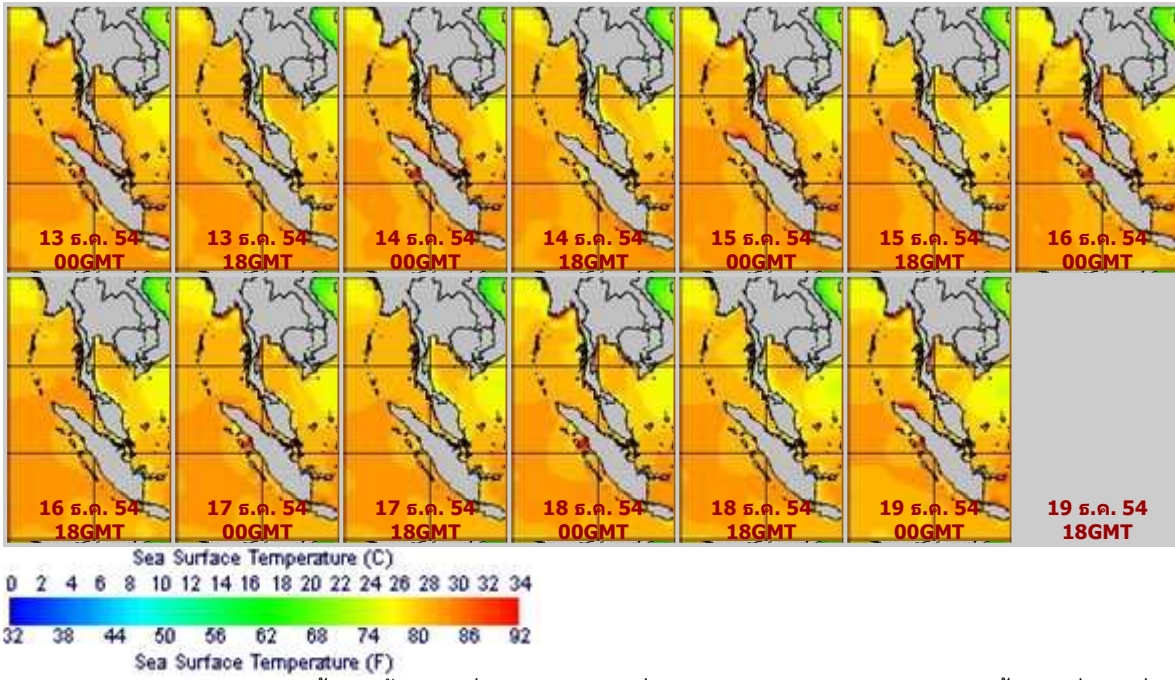 13 ธ.ค. 54 13 ธ.ค. 54 14 ธ.ค. 54 14 ธ.ค. 54 15 ธ.ค. 54 15 ธ.ค. 54 16 ธ.ค. 54
00GMT 18GMT 00GMT 18GMT 00GMT 18GMT 00GMT
16 ธ.ค. 54 17 ธ.ค. 54 17 ธ.ค. 54 18 ธ.ค. 54 18 ธ.ค. 54 19 ธ.ค. 54 19 ธ.ค. 54
18GMT 00GMT 18GMT 00GMT 18GMT 00GMT 18GMT
Sea Surface Temperature (C)
0 2 4 6 8 10 12 14 16 18 20 22 24 26 28 30 32 34
32 38 44 50 56 62 68 74 80 86 92
Sea Surface Temperature (F)